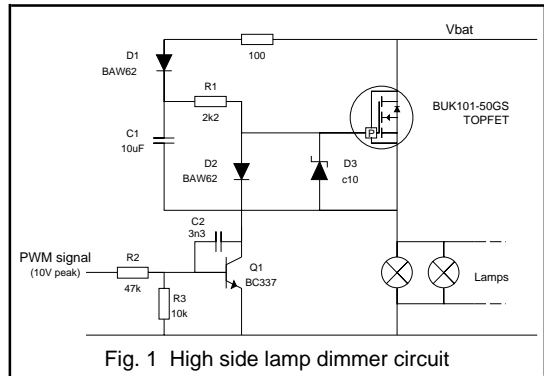 Vbat
100
D1
BAW62
R1
2k2
BUK101-50GS
TOPFET
P
C1
10uF
D2
BAW62
D3
c10
C2
3n3
PWM signal
(10V peak)
R2
47k
Q1
BC337
Lamps
R3
10k
Fig. 1 High side lamp dimmer circuit